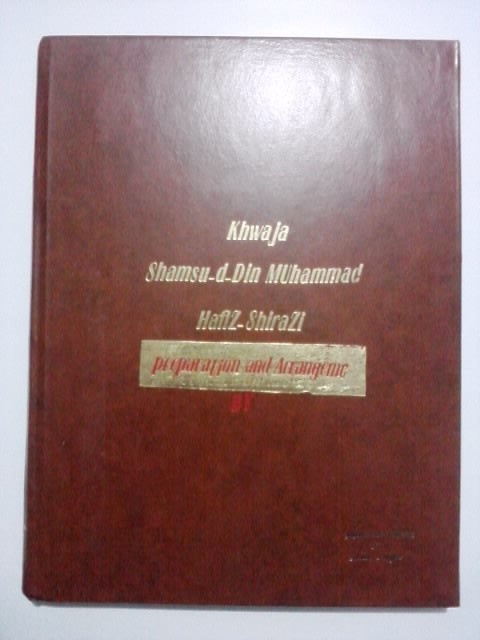 Khwaja
Shamsu-d-Din MUhammad
HafiZ-ShiraZi
preparation and Arrangeme
BY